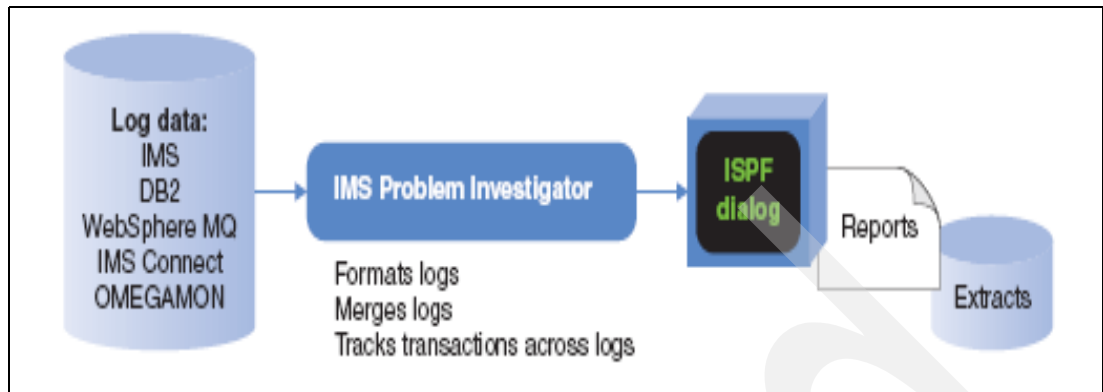 Log data:
IMS
DB2
WebSphere MQ
IMS Connect
OMEGAMON
IMS Problem Investigator
Formats logs
Merges logs
Tracks transactions across logs
ISPF
dialog
Reports
Extracts